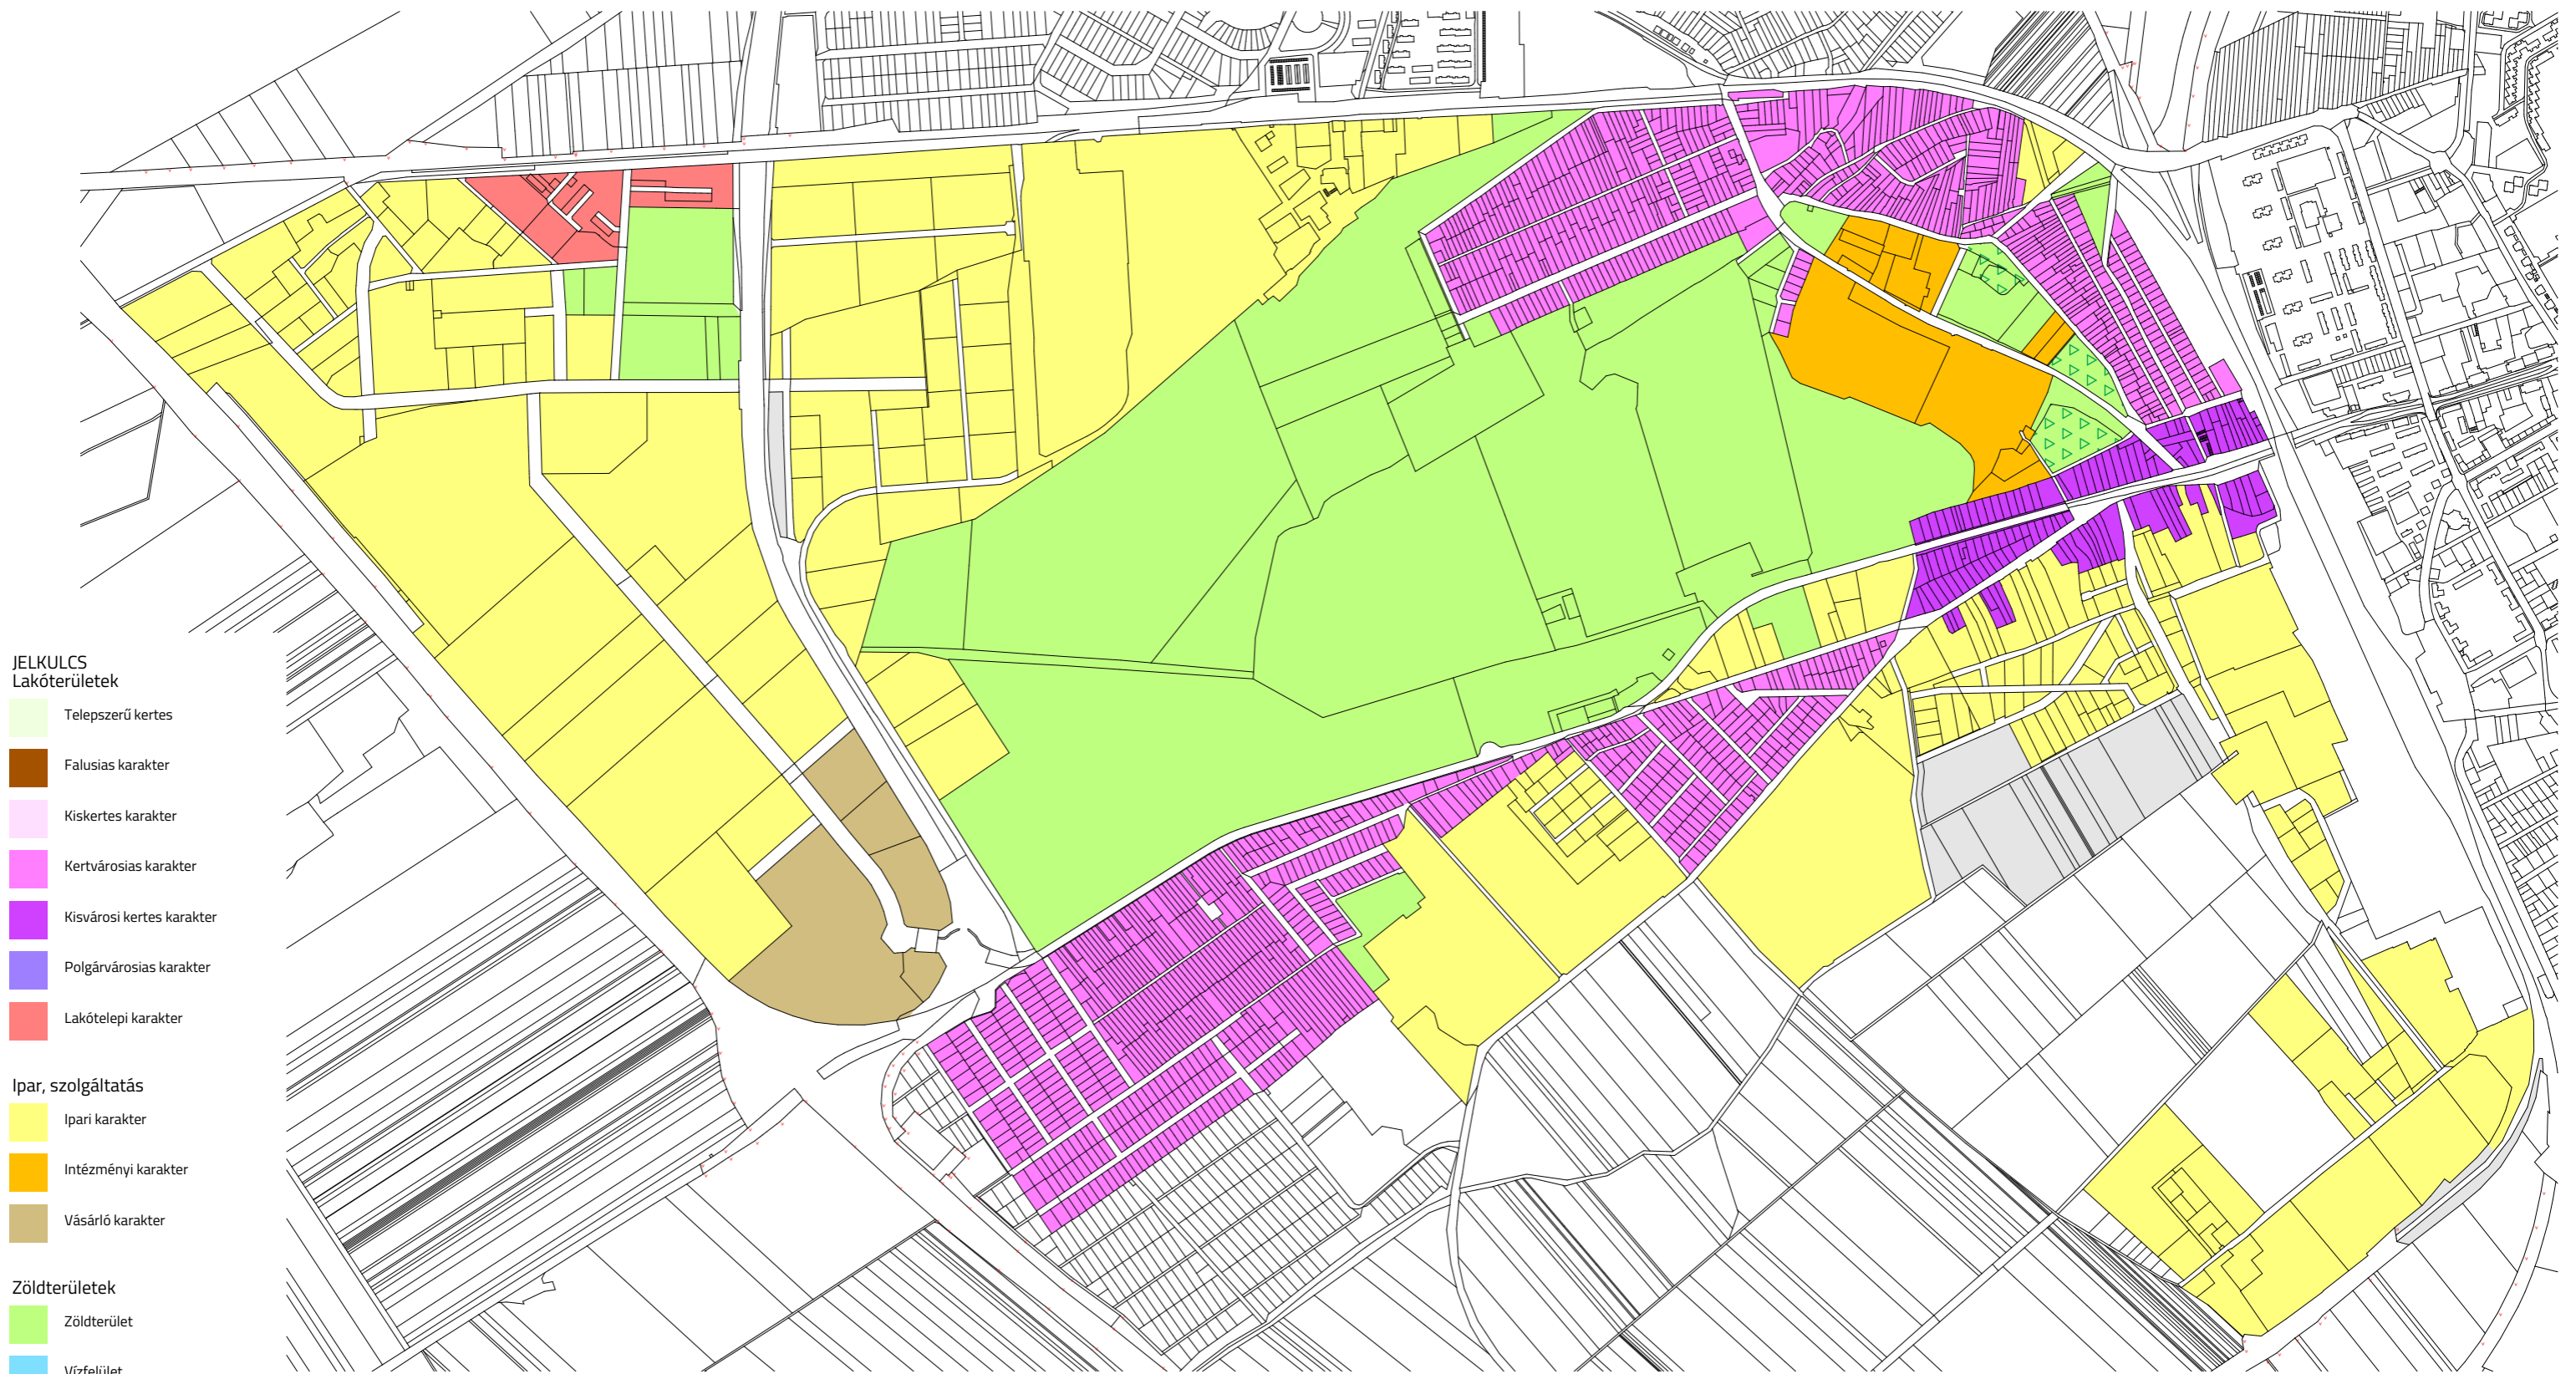 JELKULCS
Lakóterületek
Telepszerű kertes
Falusias karakter
Kiskertes karakter
Kertvárosias karakter
Kisvárosi kertes karakter
Polgárvárosias karakter
Lakótelepi karakter
Ipar, szolgáltatás
Ipari karakter
Intézményi karakter
Vásárló karakter
Zöldterületek
Zöldterület
Vízfelület